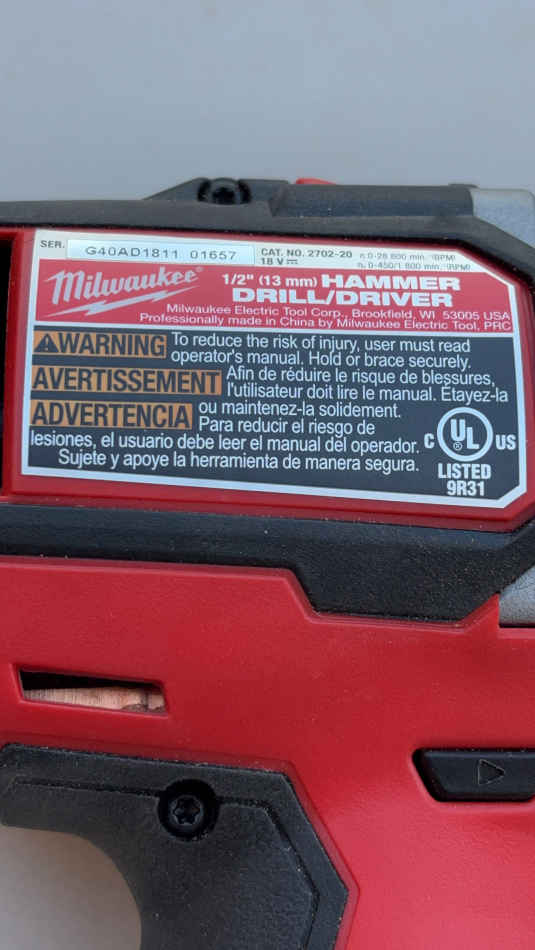 SER. G40AD1811 01657 CAT. NO. 2702-20 n₀0-28 800 min.⁻¹(BPM)
18 V ⎓ n₀ 0-450/1 800 min.⁻¹(RPM)
Milwaukee
1/2" (13 mm) HAMMER
DRILL/DRIVER
Milwaukee Electric Tool Corp., Brookfield, WI 53005 USA
Professionally made in China by Milwaukee Electric Tool, PRC
WARNING To reduce the risk of injury, user must read
operator's manual. Hold or brace securely.
AVERTISSEMENT Afin de réduire le risque de blessures,
l'utilisateur doit lire le manual. Étayez-la
ou maintenez-la solidement.
ADVERTENCIA Para reducir el riesgo de
lesiones, el usuario debe leer el manual del operador.
Sujete y apoye la herramienta de manera segura.
C UL US
LISTED
9R31